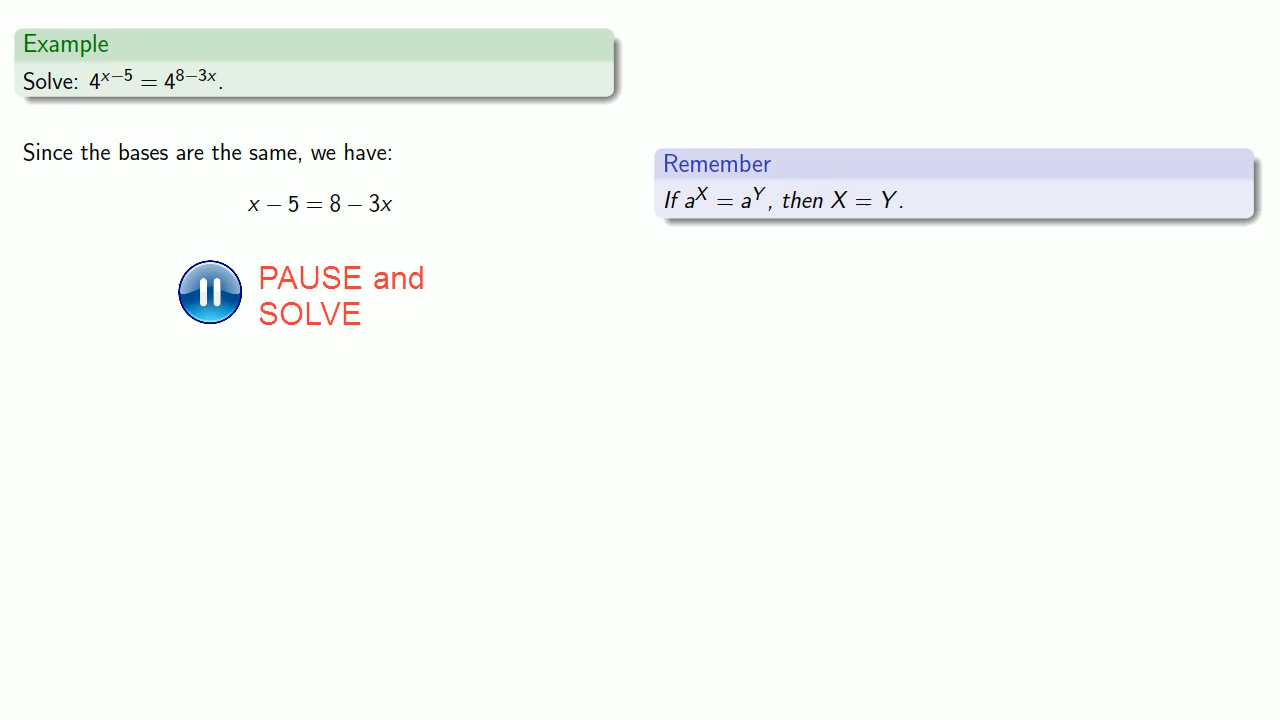 Example
Solve: 4^{x−5} = 4^{8−3x}.
Since the bases are the same, we have:
x − 5 = 8 − 3x
PAUSE and
SOLVE
Remember
If a^X = a^Y, then X = Y.